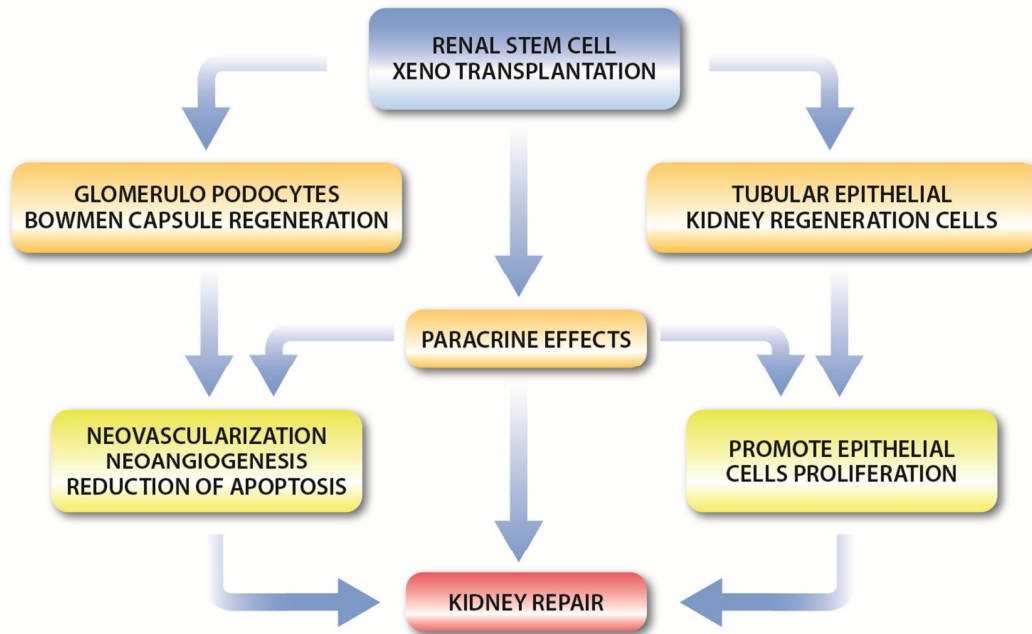 RENAL STEM CELL
XENO TRANSPLANTATION
GLOMERULO PODOCYTES
BOWMEN CAPSULE REGENERATION
TUBULAR EPITHELIAL
KIDNEY REGENERATION CELLS
PARACRINE EFFECTS
NEOVASCULARIZATION
NEOANGIOGENESIS
REDUCTION OF APOPTOSIS
PROMOTE EPITHELIAL
CELLS PROLIFERATION
KIDNEY REPAIR